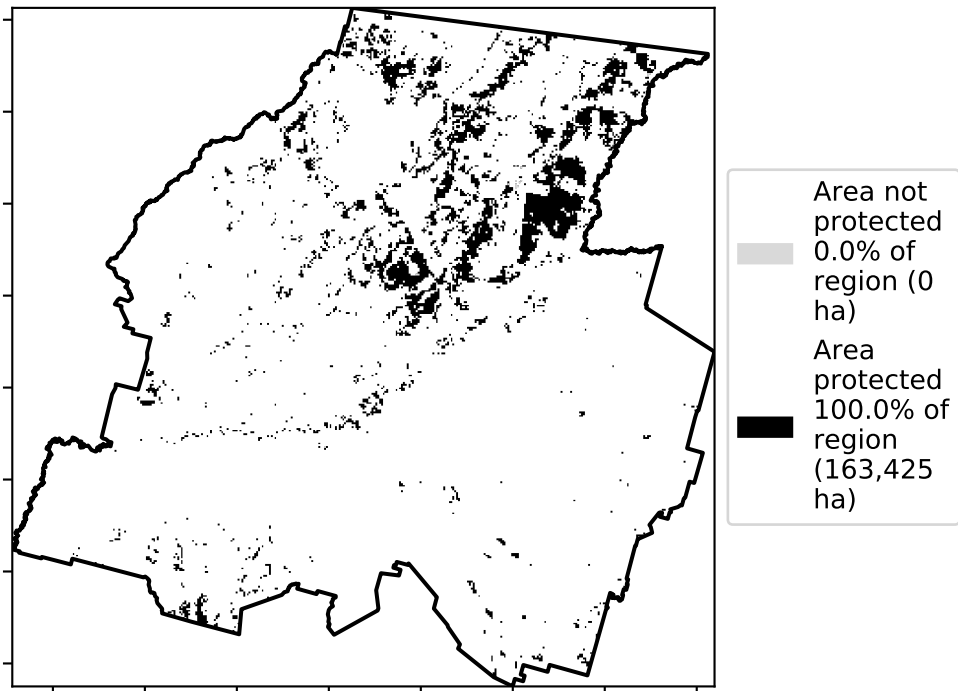 Area not
protected
0.0% of
region (0
ha)
Area
protected
100.0% of
region
(163,425
ha)